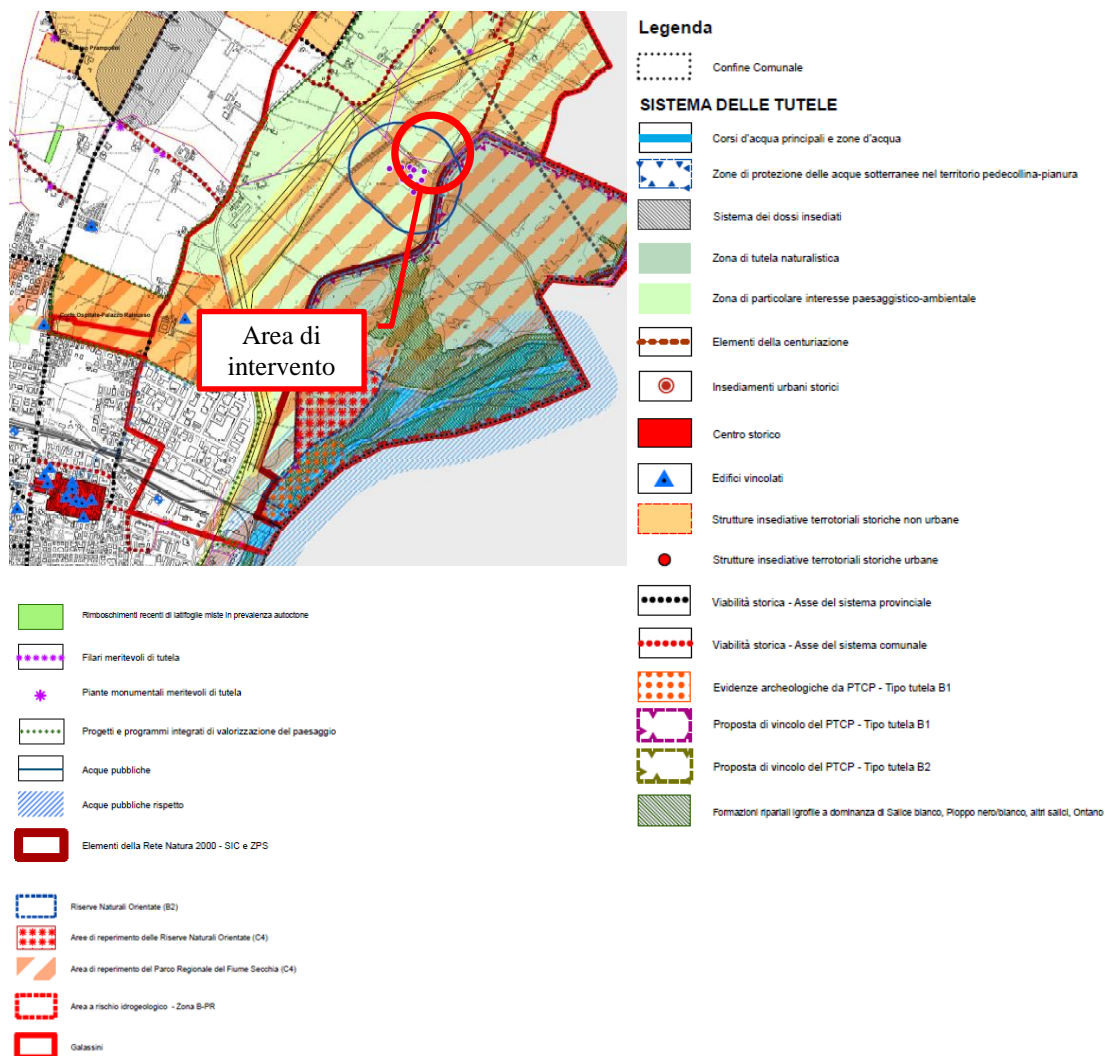 Casino Prampolini
Corte Ospitale-Palazzo Rainusso
Area di
intervento
Legenda
Confine Comunale
SISTEMA DELLE TUTELE
Corsi d'acqua principali e zone d'acqua
Zone di protezione delle acque sotterranee nel territorio pedecollina-pianura
Sistema dei dossi insediati
Zona di tutela naturalistica
Zona di particolare interesse paesaggistico-ambientale
Elementi della centuriazione
Insediamenti urbani storici
Centro storico
Edifici vincolati
Strutture insediative terrotoriali storiche non urbane
Strutture insediative terrotoriali storiche urbane
Viabilità storica - Asse del sistema provinciale
Viabilità storica - Asse del sistema comunale
Evidenze archeologiche da PTCP - Tipo tutela B1
Proposta di vincolo del PTCP - Tipo tutela B1
Proposta di vincolo del PTCP - Tipo tutela B2
Formazioni ripariali igrofile a dominanza di Salice bianco, Pioppo nero/bianco, altri salici, Ontano
Rimboschimenti recenti di latifoglie miste in prevalenza autoctone
Filari meritevoli di tutela
Piante monumentali meritevoli di tutela
Progetti e programmi integrati di valorizzazione del paesaggio
Acque pubbliche
Acque pubbliche rispetto
Elementi della Rete Natura 2000 - SIC e ZPS
Riserve Naturali Orientate (B2)
Aree di reperimento delle Riserve Naturali Orientate (C4)
Area di reperimento del Parco Regionale del Fiume Secchia (C4)
Area a rischio idrogeologico - Zona B-PR
Galassini